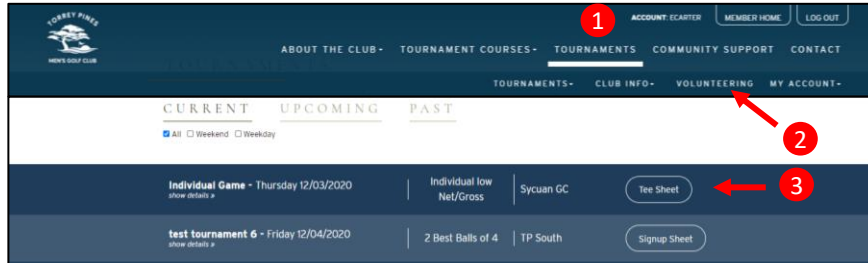 TORREY PINES
MEN'S GOLF CLUB
1
ACCOUNT: ECARTER MEMBER HOME LOG OUT
ABOUT THE CLUB- TOURNAMENT COURSES- TOURNAMENTS COMMUNITY SUPPORT CONTACT
TOURNAMENTS
TOURNAMENTS- CLUB INFO- VOLUNTEERING MY ACCOUNT-
CURRENT UPCOMING PAST
2
All Weekend Weekday
Individual Game - Thursday 12/03/2020
show details »
Individual low
Net/Gross
Sycuan GC
Tee Sheet
3
test tournament 6 - Friday 12/04/2020
show details »
2 Best Balls of 4
TP South
Signup Sheet